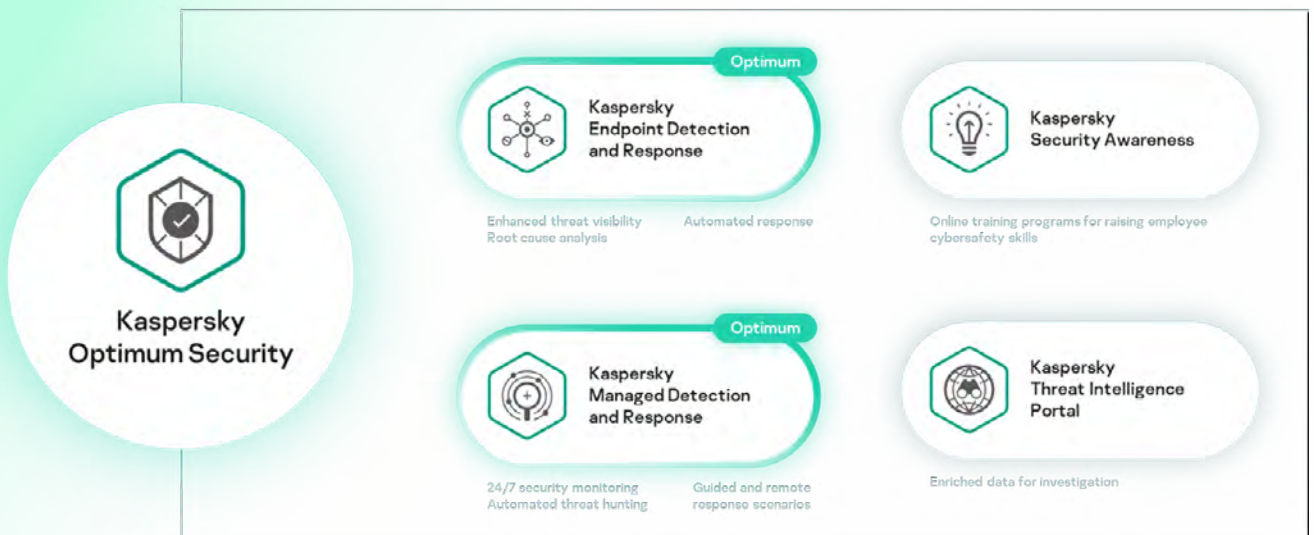 Kaspersky
Optimum Security
Optimum
Kaspersky
Endpoint Detection
and Response
Enhanced threat visibility
Root cause analysis
Automated response
Kaspersky
Security Awareness
Online training programs for raising employee
cybersafety skills
Optimum
Kaspersky
Managed Detection
and Response
24/7 security monitoring
Automated threat hunting
Guided and remote
response scenarios
Kaspersky
Threat Intelligence
Portal
Enriched data for investigation